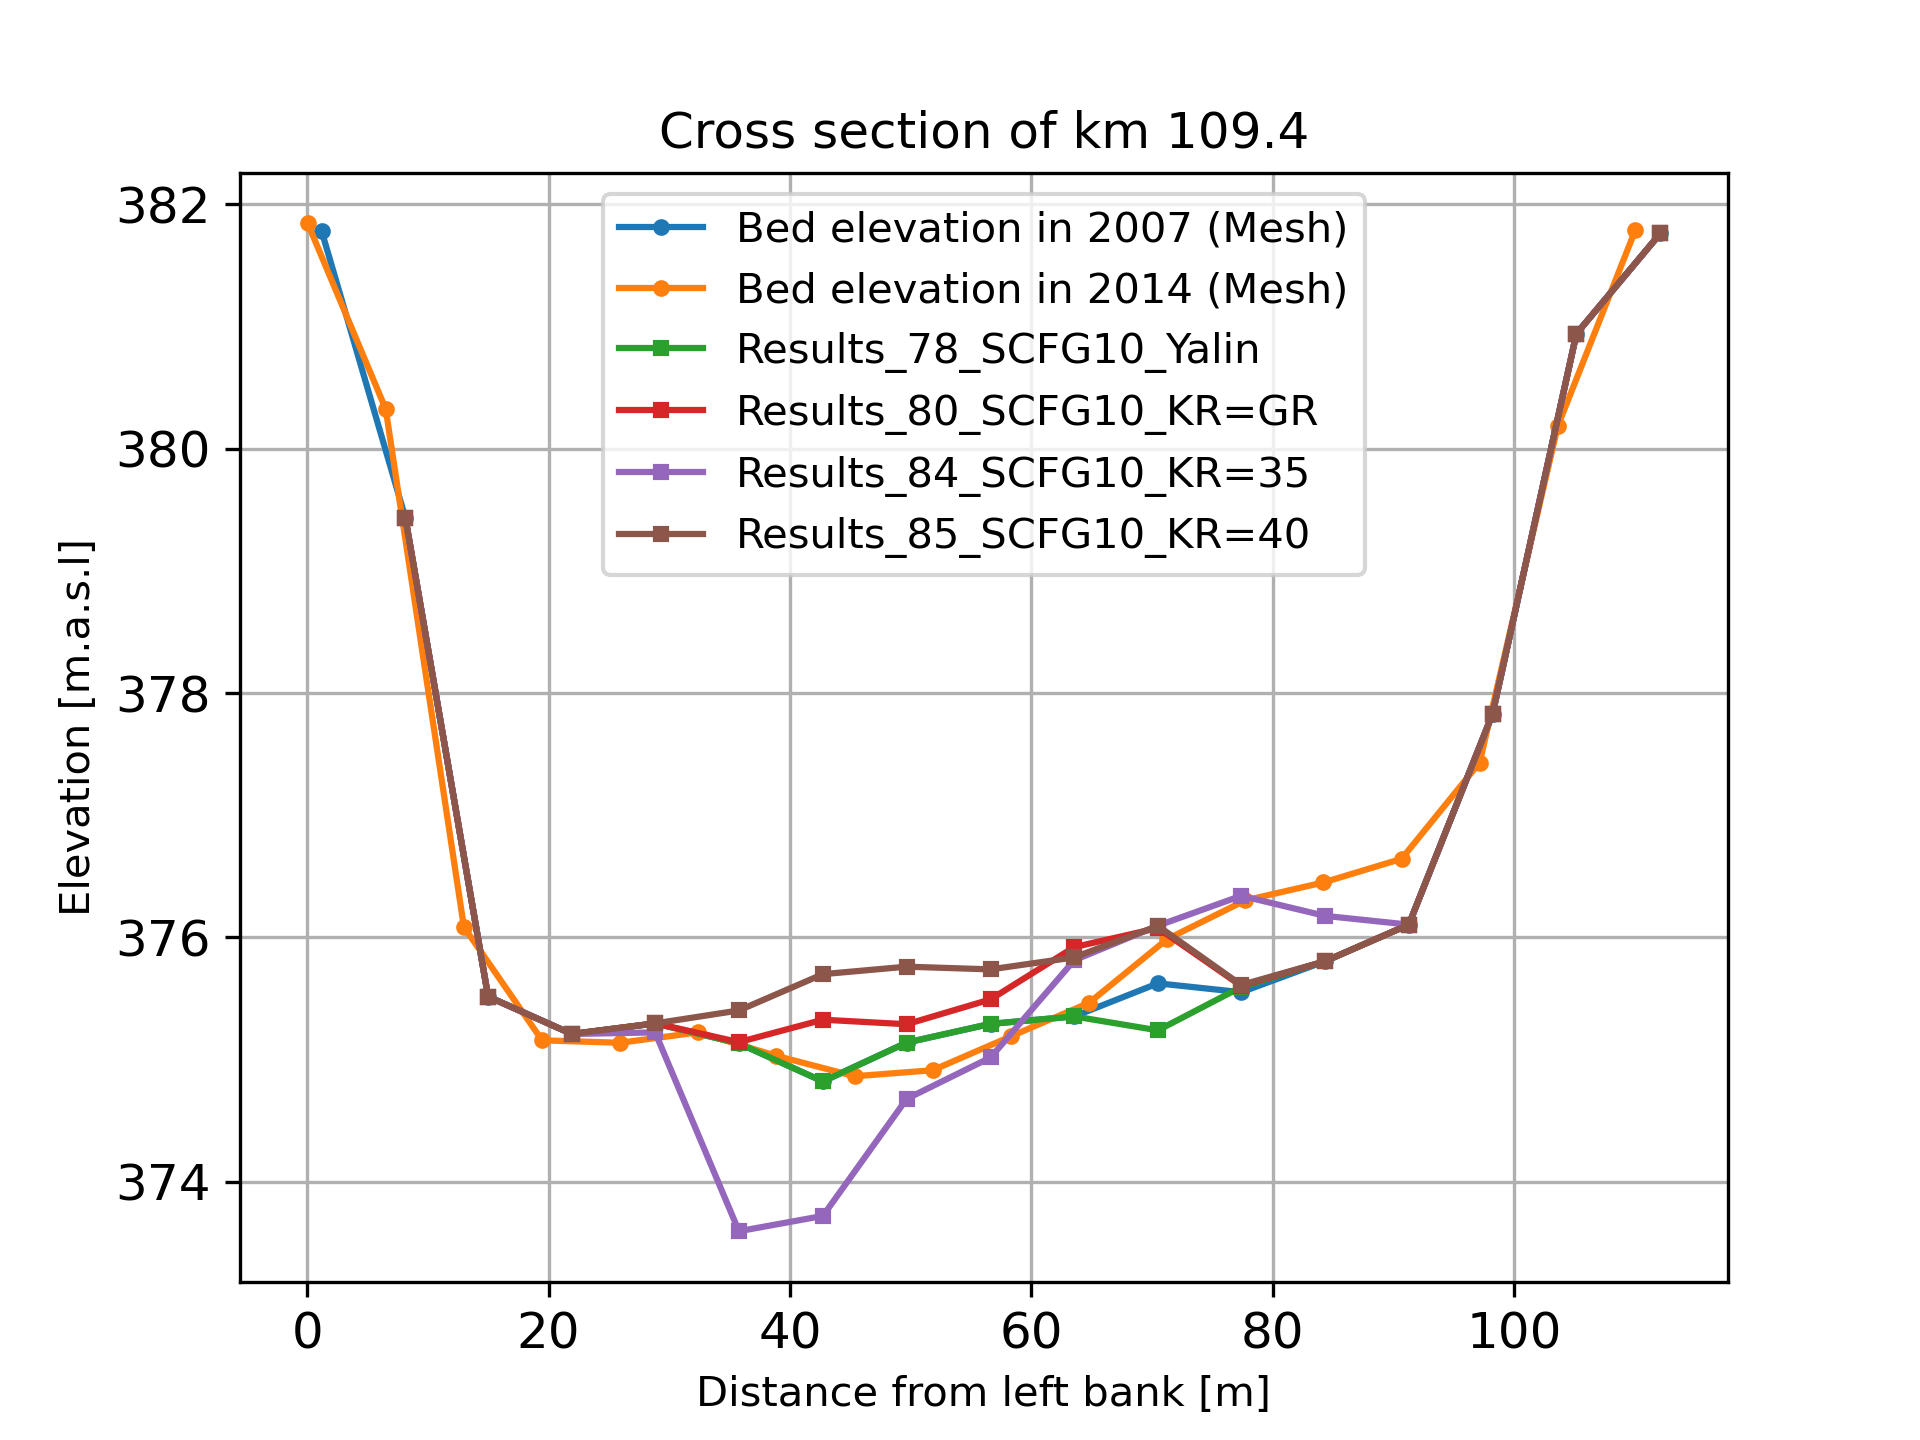 Cross section of km 109.4
382
380
378
376
374
Elevation [m.a.s.l]
Bed elevation in 2007 (Mesh)
Bed elevation in 2014 (Mesh)
Results_78_SCFG10_Yalin
Results_80_SCFG10_KR=GR
Results_84_SCFG10_KR=35
Results_85_SCFG10_KR=40
0 20 40 60 80 100
Distance from left bank [m]